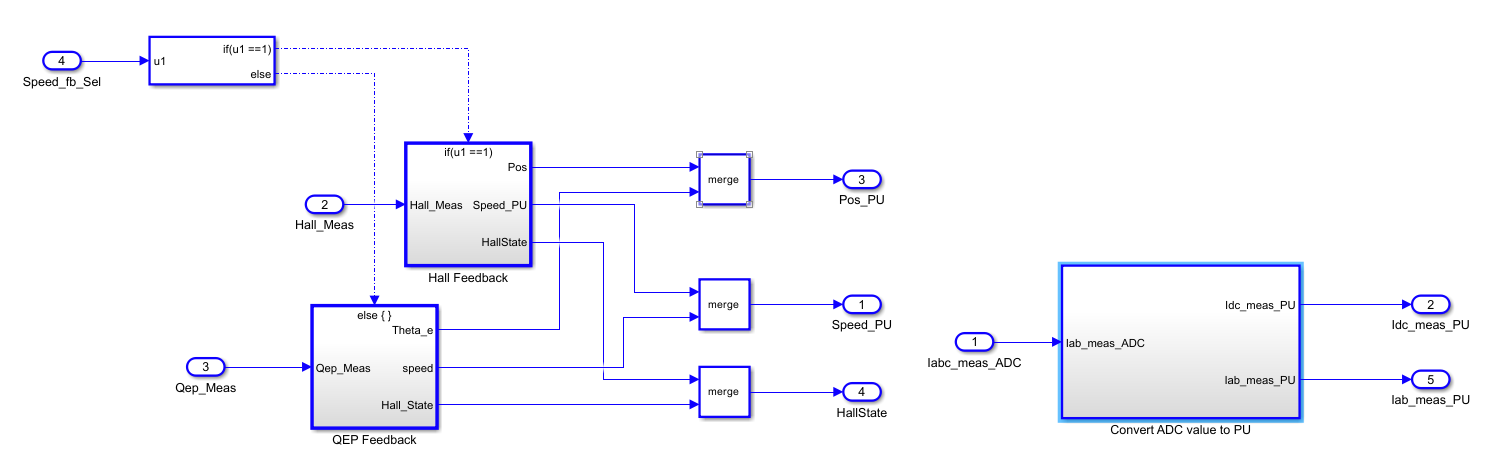 4
Speed_fb_Sel
u1
if(u1 ==1)
else
if(u1 ==1)
Pos
Hall_Meas
Speed_PU
HallState
Hall Feedback
2
Hall_Meas
else { }
Theta_e
Qep_Meas
speed
Hall_State
QEP Feedback
3
Qep_Meas
merge
3
Pos_PU
merge
1
Speed_PU
merge
4
HallState
1
Iabc_meas_ADC
Iab_meas_ADC
Idc_meas_PU
Iab_meas_PU
Convert ADC value to PU
2
Idc_meas_PU
5
Iab_meas_PU